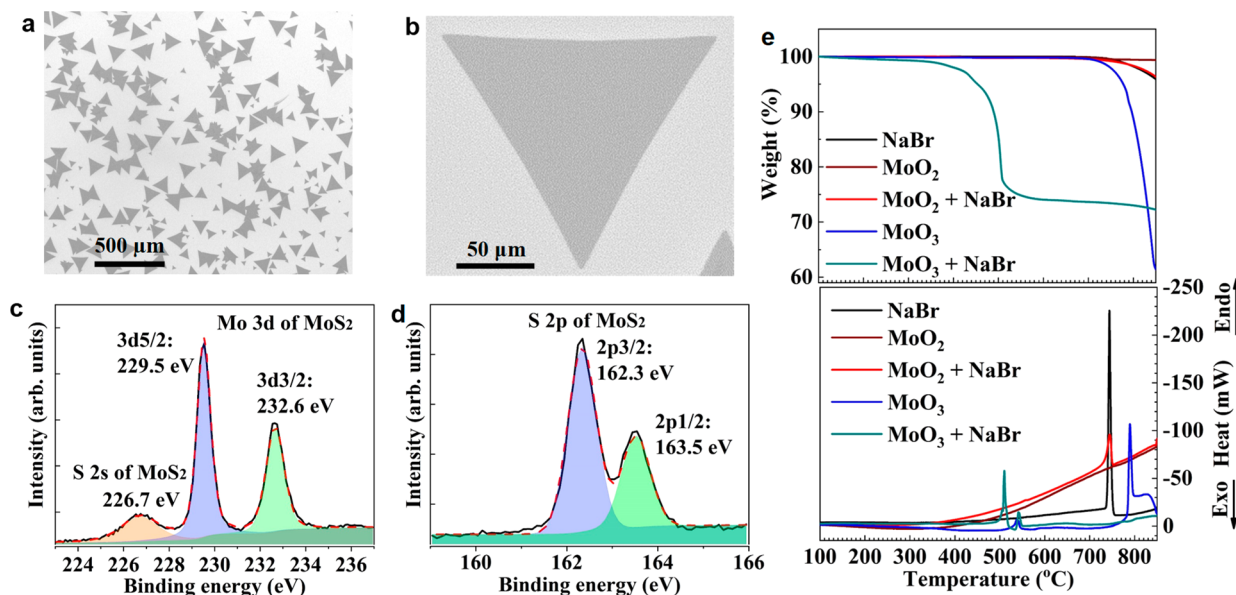 a
500 µm
b
50 µm
c
Mo 3d of MoS2
3d5/2:
229.5 eV
3d3/2:
232.6 eV
S 2s of MoS2
226.7 eV
Intensity (arb. units)
224 226 228 230 232 234 236
Binding energy (eV)
d
S 2p of MoS2
2p3/2:
162.3 eV
2p1/2:
163.5 eV
Intensity (arb. units)
160 162 164 166
Binding energy (eV)
e
100
90
80
70
60
Weight (%)
NaBr
MoO2
MoO2 + NaBr
MoO3
MoO3 + NaBr
NaBr
MoO2
MoO2 + NaBr
MoO3
MoO3 + NaBr
-250
-200
-150
-100
-50
0
Exo Heat (mW) Endo
100 200 300 400 500 600 700 800
Temperature (oC)